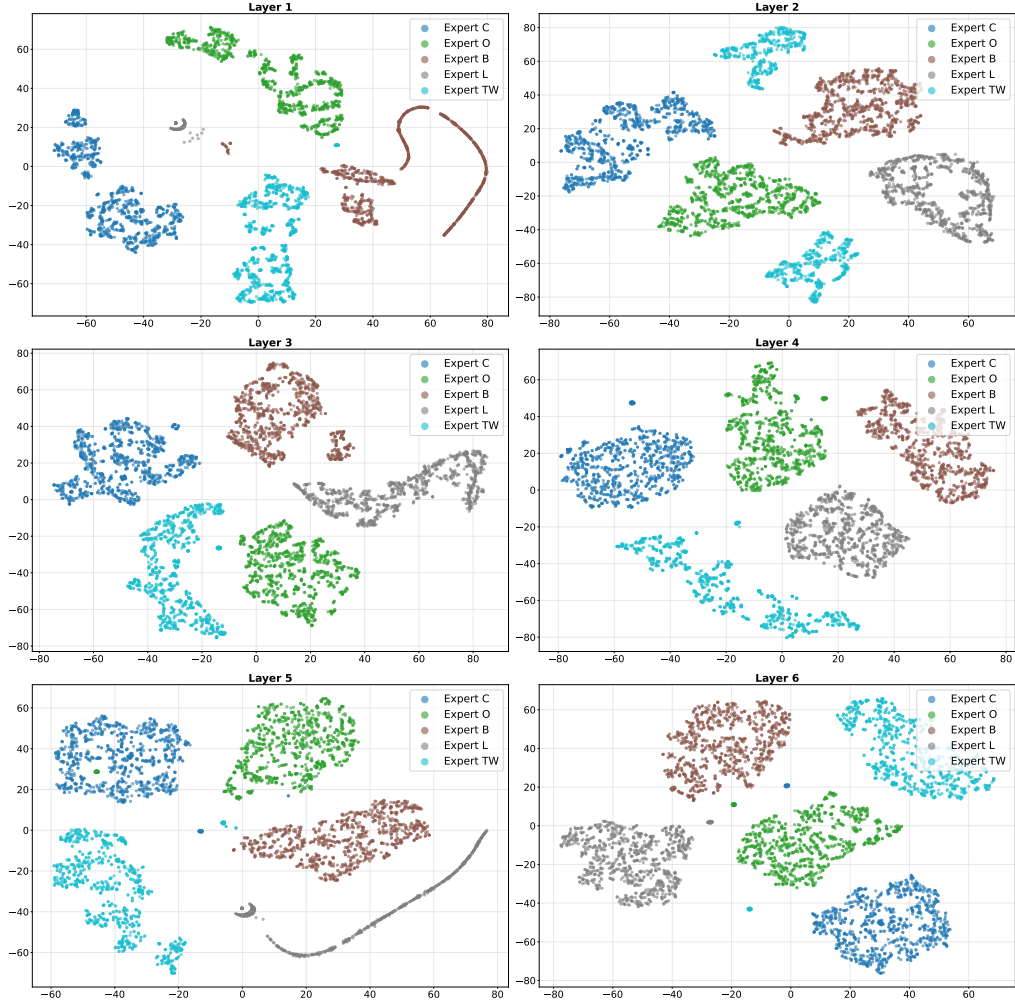 Layer 1
Expert C
Expert O
Expert B
Expert L
Expert TW
60
40
20
0
−20
−40
−60
−60 −40 −20 0 20 40 60 80
Layer 2
Expert C
Expert O
Expert B
Expert L
Expert TW
80
60
40
20
0
−20
−40
−60
−80
−80 −60 −40 −20 0 20 40 60
Layer 3
Expert C
Expert O
Expert B
Expert L
Expert TW
80
60
40
20
0
−20
−40
−60
−80
−80 −60 −40 −20 0 20 40 60 80
Layer 4
Expert C
Expert O
Expert B
Expert L
Expert TW
60
40
20
0
−20
−40
−60
−80
−80 −60 −40 −20 0 20 40 60 80
Layer 5
Expert C
Expert O
Expert B
Expert L
Expert TW
60
40
20
0
−20
−40
−60
−60 −40 −20 0 20 40 60 80
Layer 6
Expert C
Expert O
Expert B
Expert L
Expert TW
60
40
20
0
−20
−40
−60
−80
−80 −60 −40 −20 0 20 40 60